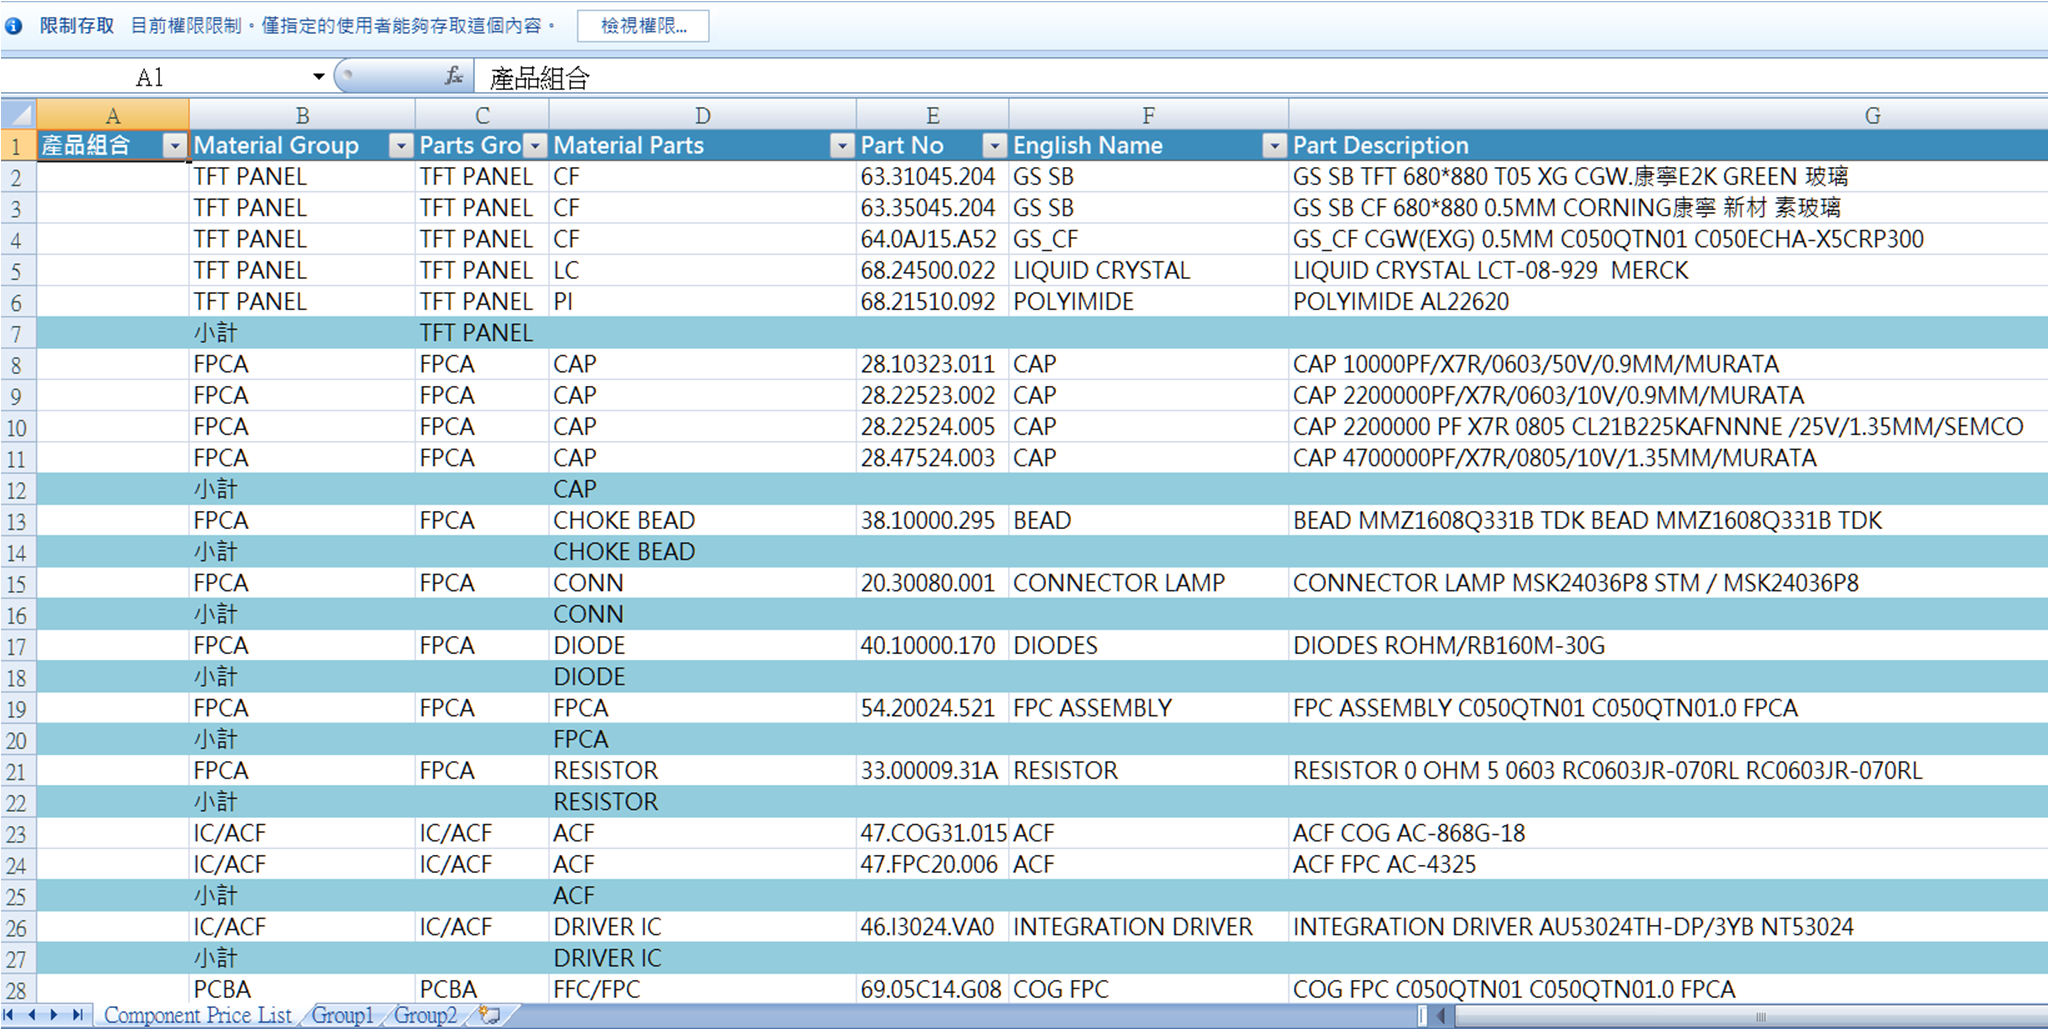 限制存取 目前權限限制。僅指定的使用者能夠存取這個內容。 檢視權限...
A1 fx 產品組合
A B C D E F G
1 產品組合 Material Group Parts Gro Material Parts Part No English Name Part Description
2 TFT PANEL TFT PANEL CF 63.31045.204 GS SB GS SB TFT 680*880 T05 XG CGW.康寧E2K GREEN 玻璃
3 TFT PANEL TFT PANEL CF 63.35045.204 GS SB GS SB CF 680*880 0.5MM CORNING康寧 新材 素玻璃
4 TFT PANEL TFT PANEL CF 64.0AJ15.A52 GS_CF GS_CF CGW(EXG) 0.5MM C050QTN01 C050ECHA-X5CRP300
5 TFT PANEL TFT PANEL LC 68.24500.022 LIQUID CRYSTAL LIQUID CRYSTAL LCT-08-929 MERCK
6 TFT PANEL TFT PANEL PI 68.21510.092 POLYIMIDE POLYIMIDE AL22620
7 小計 TFT PANEL
8 FPCA FPCA CAP 28.10323.011 CAP CAP 10000PF/X7R/0603/50V/0.9MM/MURATA
9 FPCA FPCA CAP 28.22523.002 CAP CAP 2200000PF/X7R/0603/10V/0.9MM/MURATA
10 FPCA FPCA CAP 28.22524.005 CAP CAP 2200000 PF X7R 0805 CL21B225KAFNNNE /25V/1.35MM/SEMCO
11 FPCA FPCA CAP 28.47524.003 CAP CAP 4700000PF/X7R/0805/10V/1.35MM/MURATA
12 小計 CAP
13 FPCA FPCA CHOKE BEAD 38.10000.295 BEAD BEAD MMZ1608Q331B TDK BEAD MMZ1608Q331B TDK
14 小計 CHOKE BEAD
15 FPCA FPCA CONN 20.30080.001 CONNECTOR LAMP CONNECTOR LAMP MSK24036P8 STM / MSK24036P8
16 小計 CONN
17 FPCA FPCA DIODE 40.10000.170 DIODES DIODES ROHM/RB160M-30G
18 小計 DIODE
19 FPCA FPCA FPCA 54.20024.521 FPC ASSEMBLY FPC ASSEMBLY C050QTN01 C050QTN01.0 FPCA
20 小計 FPCA
21 FPCA FPCA RESISTOR 33.00009.31A RESISTOR RESISTOR 0 OHM 5 0603 RC0603JR-070RL RC0603JR-070RL
22 小計 RESISTOR
23 IC/ACF IC/ACF ACF 47.COG31.015 ACF ACF COG AC-868G-18
24 IC/ACF IC/ACF ACF 47.FPC20.006 ACF ACF FPC AC-4325
25 小計 ACF
26 IC/ACF IC/ACF DRIVER IC 46.I3024.VA0 INTEGRATION DRIVER INTEGRATION DRIVER AU53024TH-DP/3YB NT53024
27 小計 DRIVER IC
28 PCBA PCBA FFC/FPC 69.05C14.G08 COG FPC COG FPC C050QTN01 C050QTN01.0 FPCA
Component Price List Group1 Group2